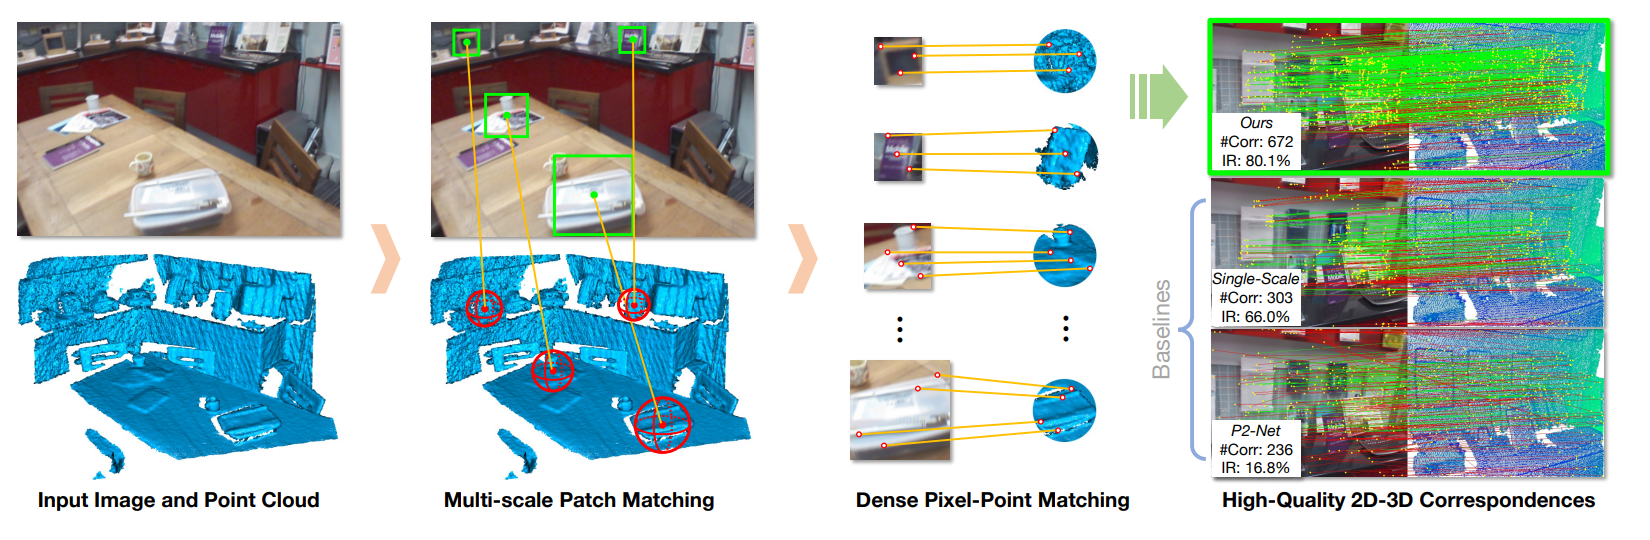 Ours
#Corr: 672
IR: 80.1%
Single-Scale
#Corr: 303
IR: 66.0%
P2-Net
#Corr: 236
IR: 16.8%
Baselines
Input Image and Point Cloud
Multi-scale Patch Matching
Dense Pixel-Point Matching
High-Quality 2D-3D Correspondences